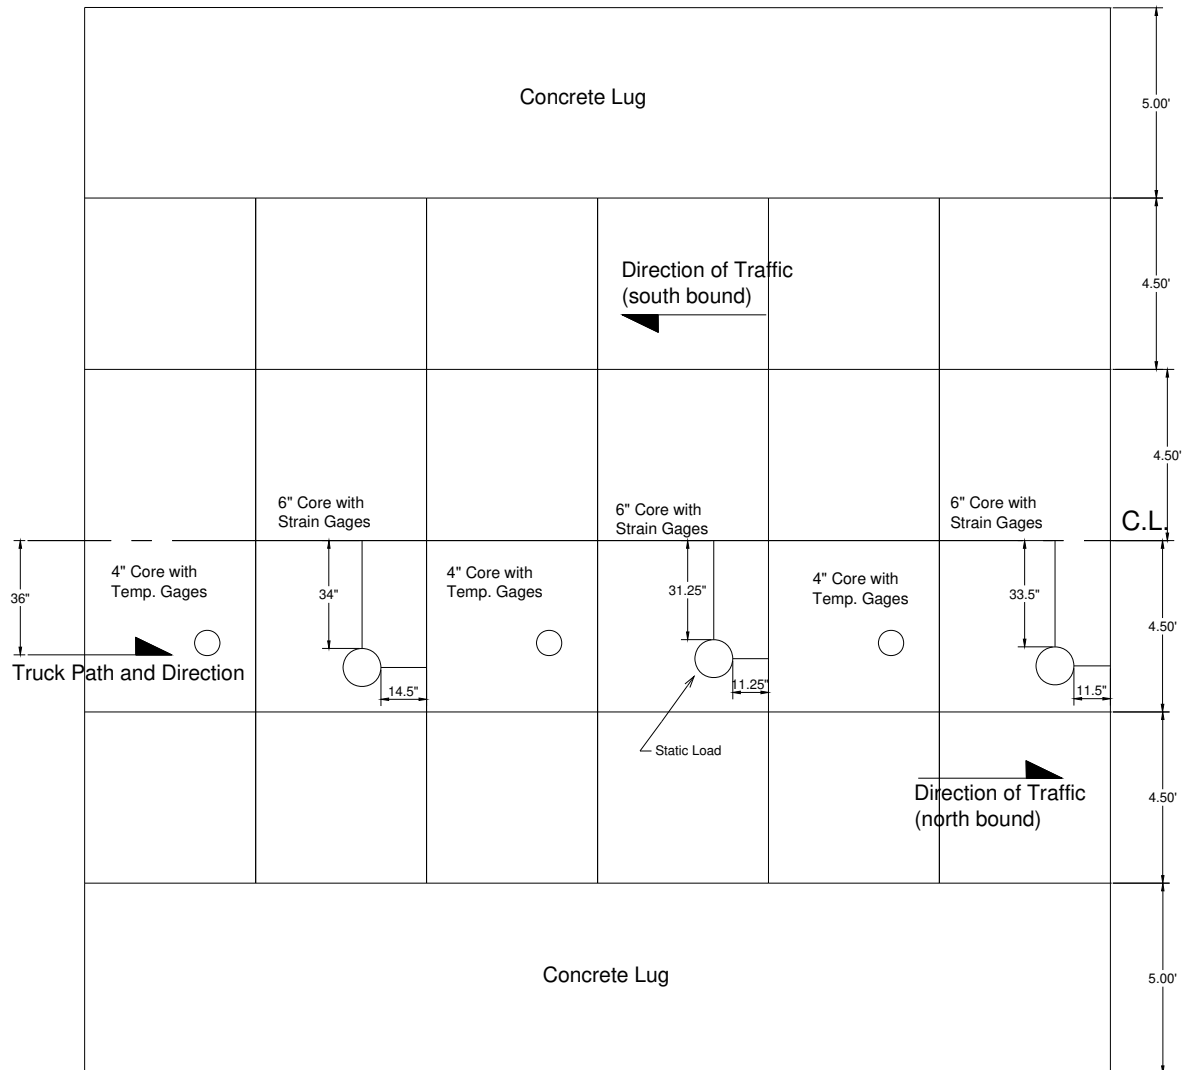 Concrete Lug
5.00'
4.50'
Direction of Traffic
(south bound)
4.50'
6" Core with
Strain Gages
6" Core with
Strain Gages
6" Core with
Strain Gages
C.L.
36"
4" Core with
Temp. Gages
34"
4" Core with
Temp. Gages
31.25"
4" Core with
Temp. Gages
33.5"
4.50'
Truck Path and Direction
14.5"
11.25"
11.5"
Static Load
Direction of Traffic
(north bound)
4.50'
Concrete Lug
5.00'